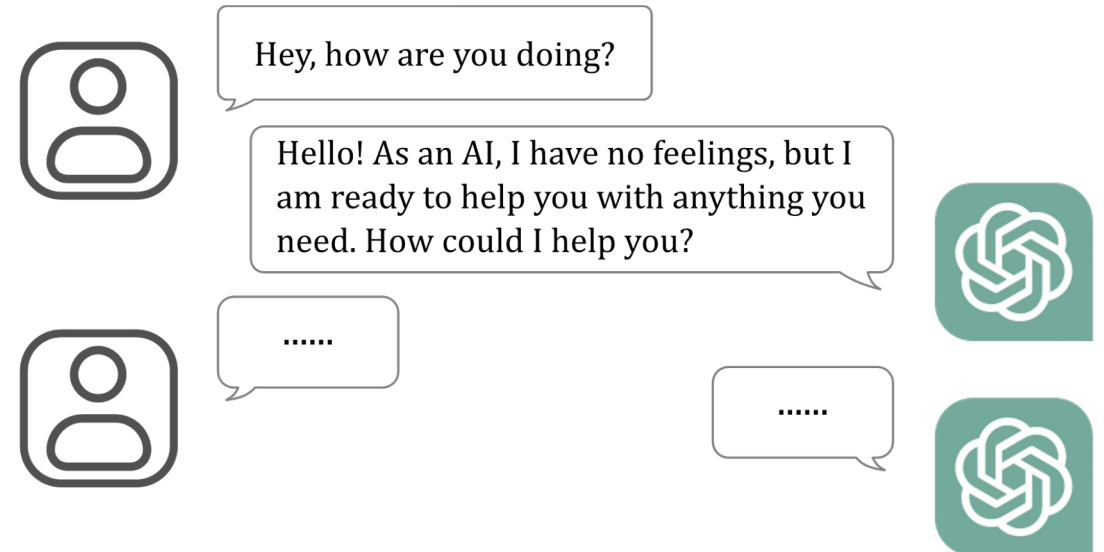 Hey, how are you doing?
Hello! As an AI, I have no feelings, but I
am ready to help you with anything you
need. How could I help you?
......
......